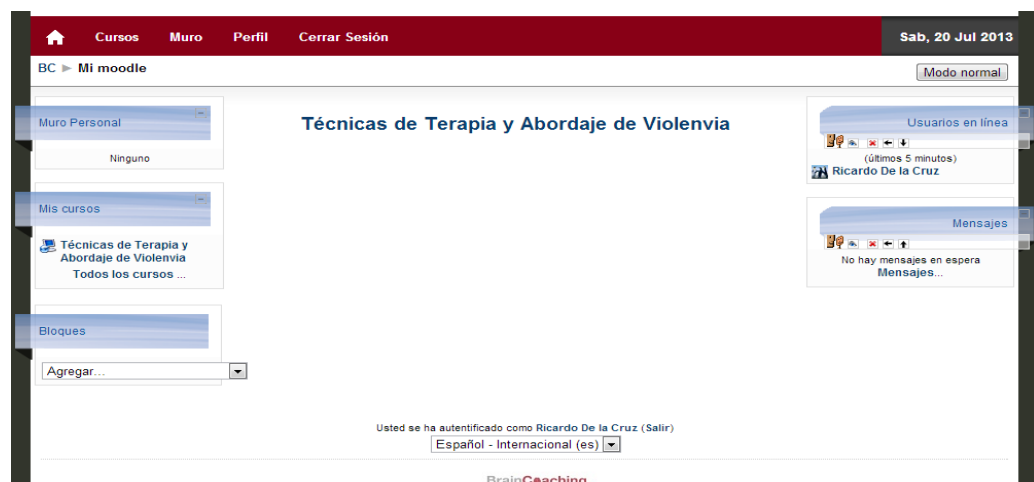 Cursos Muro Perfil Cerrar Sesión Sab, 20 Jul 2013
BC ► Mi moodle Modo normal
Muro Personal
Ninguno
Mis cursos
Técnicas de Terapia y
Abordaje de Violenvia
Todos los cursos ...
Bloques
Agregar...
Técnicas de Terapia y Abordaje de Violenvia
Usuarios en línea
(últimos 5 minutos)
Ricardo De la Cruz
Mensajes
No hay mensajes en espera
Mensajes...
Usted se ha autentificado como Ricardo De la Cruz (Salir)
Español - Internacional (es)
BrainCoaching